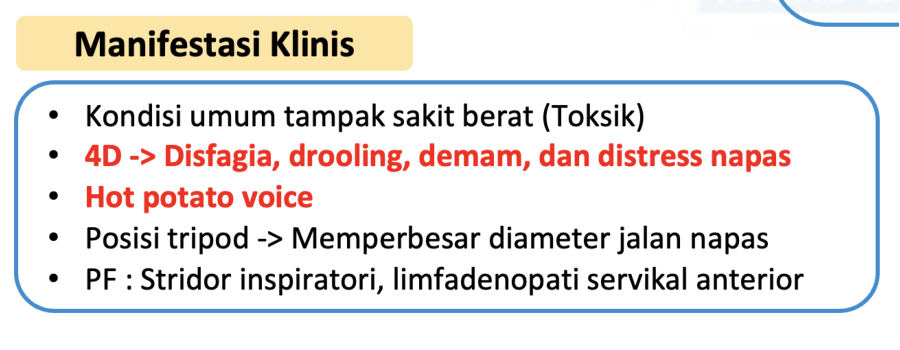 Manifestasi Klinis
• Kondisi umum tampak sakit berat (Toksik)
• 4D -> Disfagia, drooling, demam, dan distress napas
• Hot potato voice
• Posisi tripod -> Memperbesar diameter jalan napas
• PF : Stridor inspiratori, limfadenopati servikal anterior